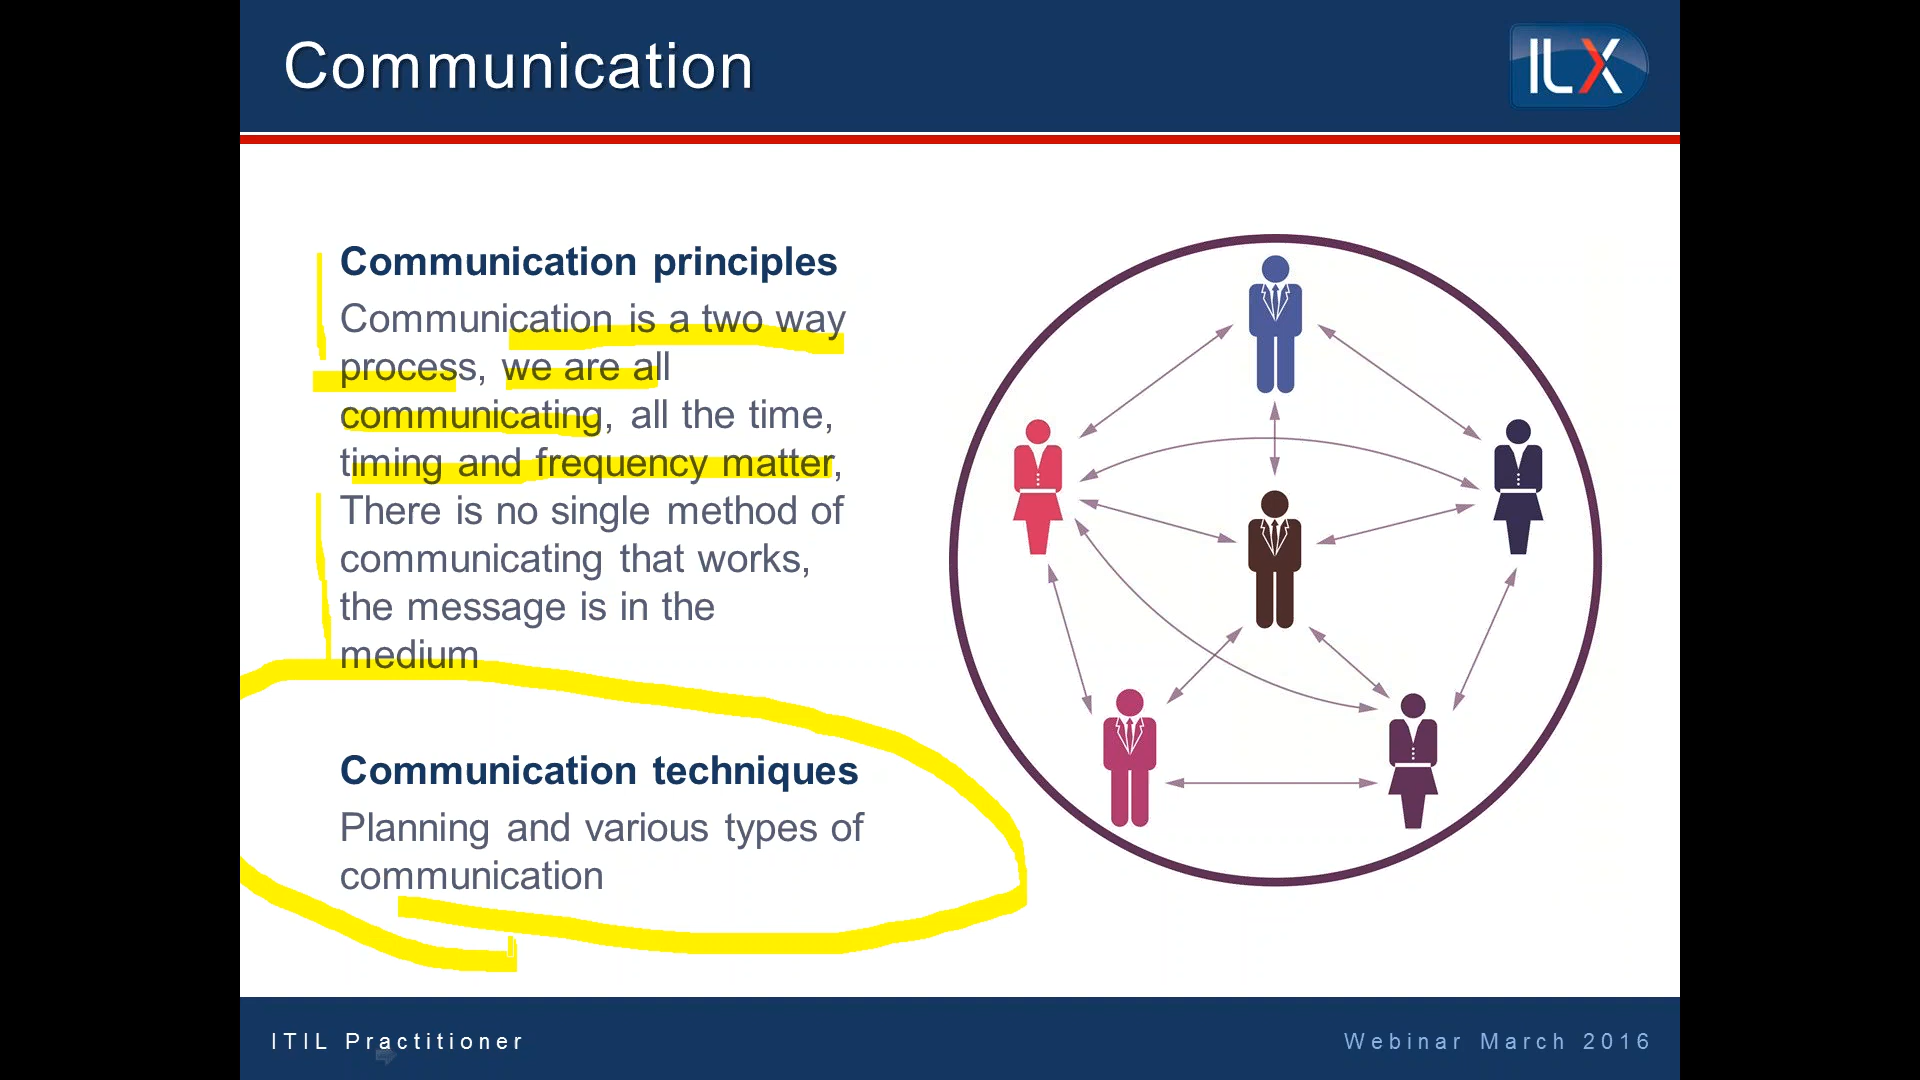 Communication
ILX
Communication principles
Communication is a two way
process, we are all
communicating, all the time,
timing and frequency matter,
There is no single method of
communicating that works,
the message is in the
medium
Communication techniques
Planning and various types of
communication
ITIL Practitioner
Webinar March 2016